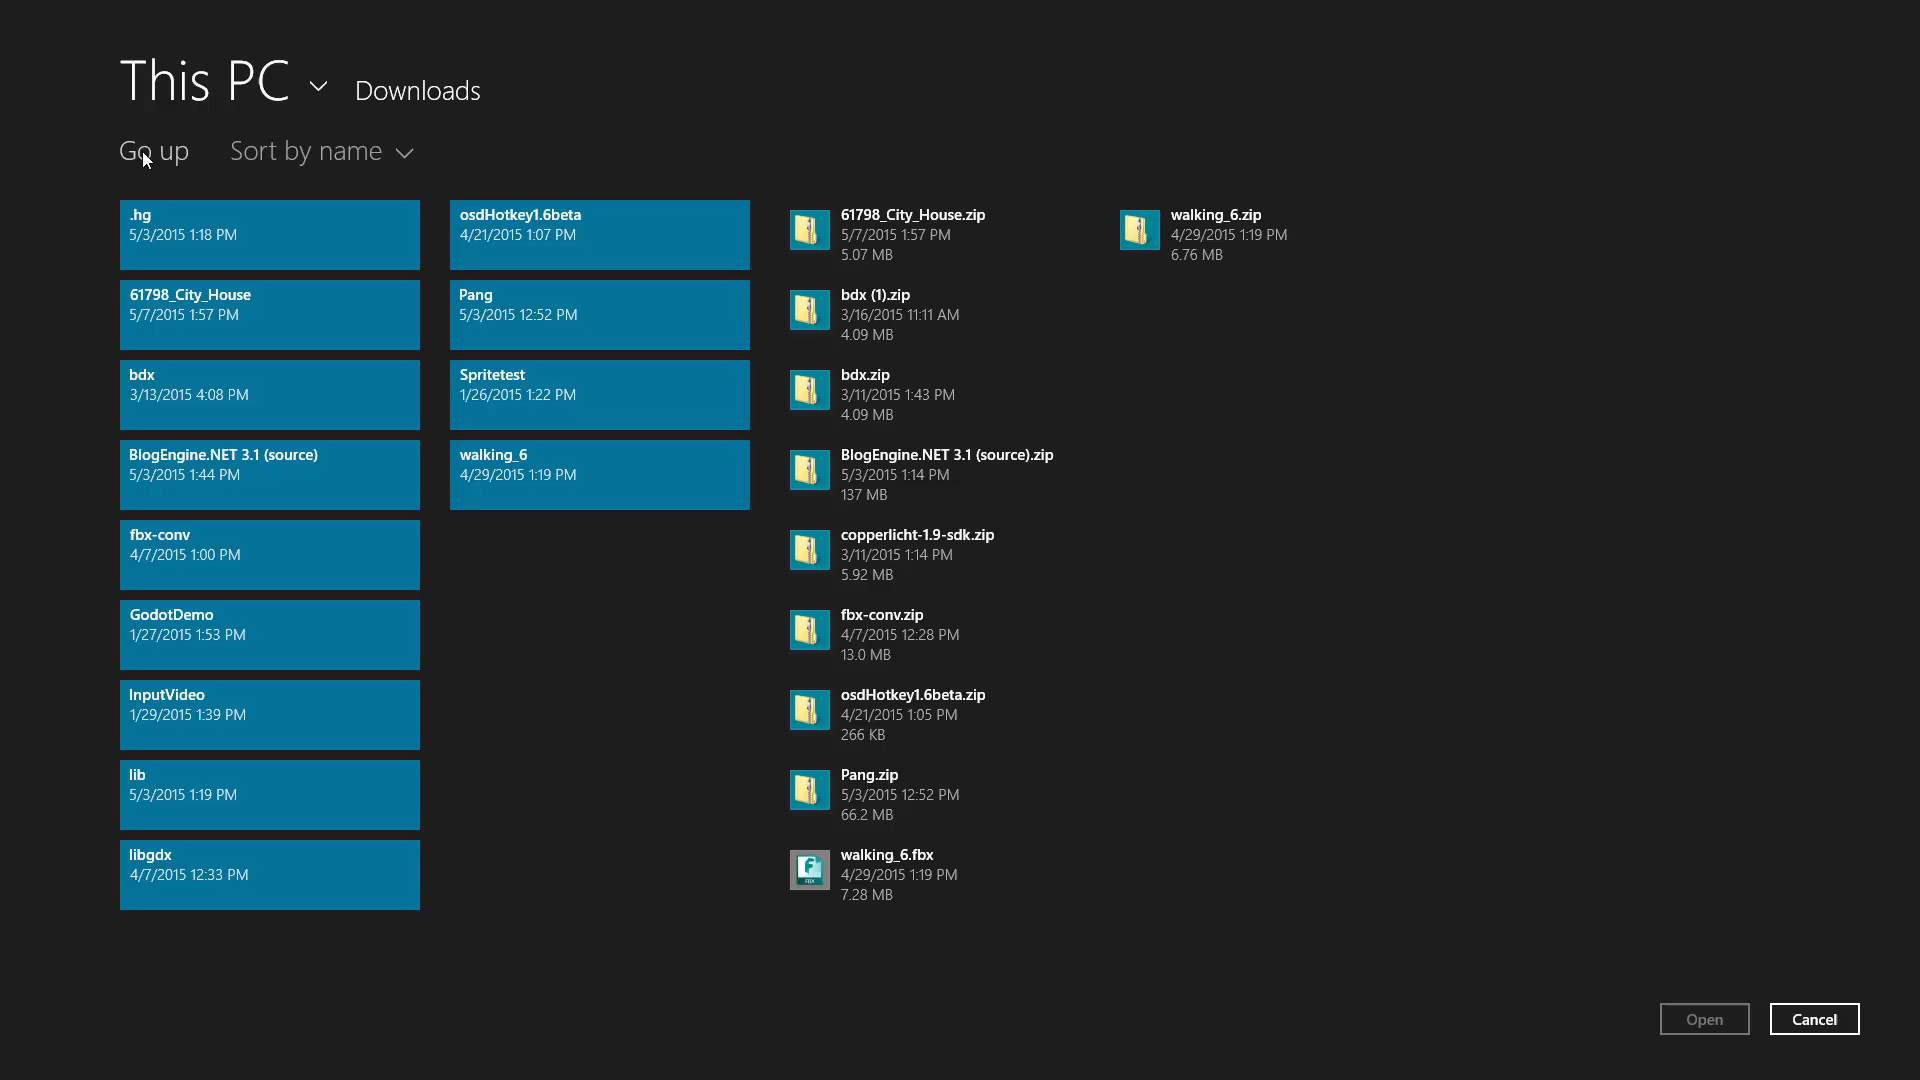 This PC
Downloads
Go up
Sort by name
.hg
5/3/2015 1:18 PM
61798_City_House
5/7/2015 1:57 PM
bdx
3/13/2015 4:08 PM
BlogEngine.NET 3.1 (source)
5/3/2015 1:44 PM
fbx-conv
4/7/2015 1:00 PM
GodotDemo
1/27/2015 1:53 PM
InputVideo
1/29/2015 1:39 PM
lib
5/3/2015 1:19 PM
libgdx
4/7/2015 12:33 PM
osdHotkey1.6beta
4/21/2015 1:07 PM
Pang
5/3/2015 12:52 PM
Spritetest
1/26/2015 1:22 PM
walking_6
4/29/2015 1:19 PM
61798_City_House.zip
5/7/2015 1:57 PM
5.07 MB
bdx (1).zip
3/16/2015 11:11 AM
4.09 MB
bdx.zip
3/11/2015 1:43 PM
4.09 MB
BlogEngine.NET 3.1 (source).zip
5/3/2015 1:14 PM
137 MB
copperlicht-1.9-sdk.zip
3/11/2015 1:14 PM
5.92 MB
fbx-conv.zip
4/7/2015 12:28 PM
13.0 MB
osdHotkey1.6beta.zip
4/21/2015 1:05 PM
266 KB
Pang.zip
5/3/2015 12:52 PM
66.2 MB
F
FBX
walking_6.fbx
4/29/2015 1:19 PM
7.28 MB
walking_6.zip
4/29/2015 1:19 PM
6.76 MB
Open
Cancel